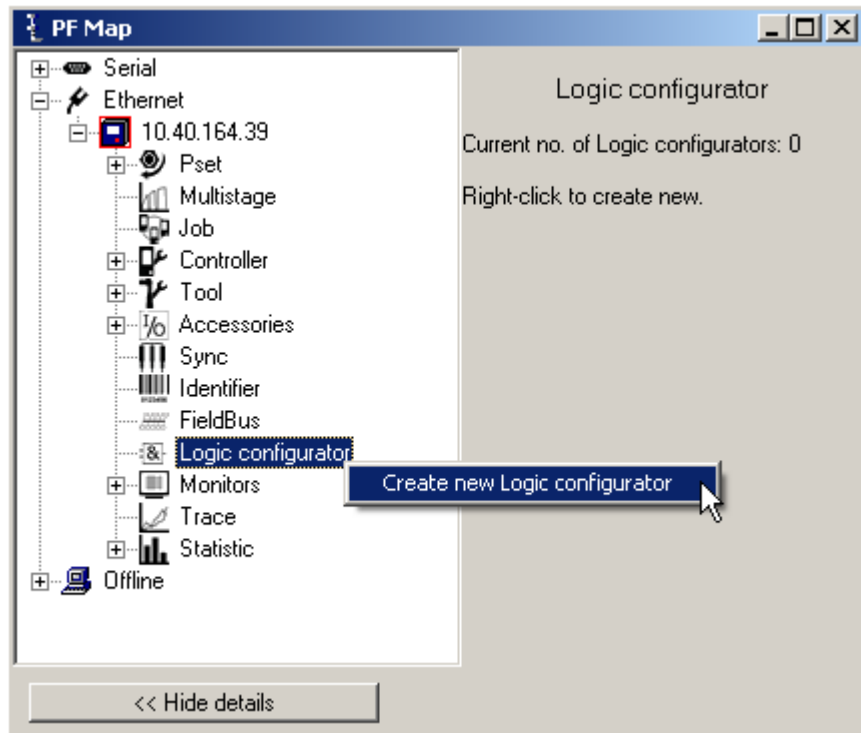 PF Map
Serial
Ethernet
10.40.164.39
Pset
Multistage
Job
Controller
Tool
I/O Accessories
Sync
Identifier
FieldBus
& Logic configurator
Create new Logic configurator
Monitors
Trace
Statistic
Offline
<< Hide details
Logic configurator
Current no. of Logic configurators: 0
Right-click to create new.